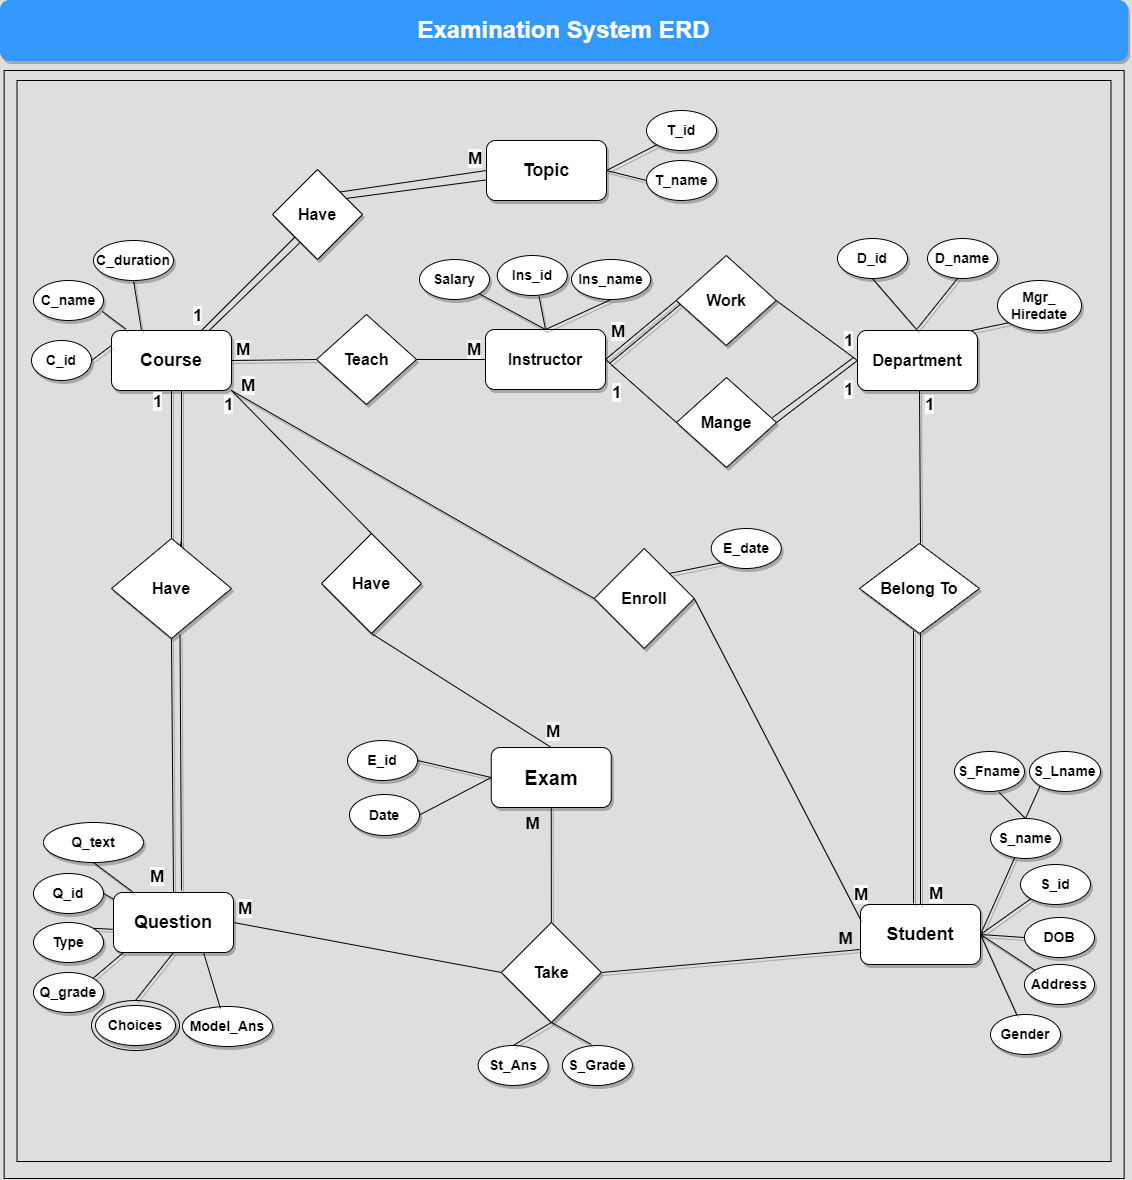 Examination System ERD
T_id
M
Topic
T_name
Have
C_duration
D_id
D_name
Salary
Ins_id
Ins_name
C_name
Work
Mgr_
Hiredate
1
M
1
M
M
Course
Teach
Instructor
Department
C_id
M
1
1
1
1
1
Mange
E_date
Have
Have
Enroll
Belong To
M
E_id
Exam
S_Fname
S_Lname
Date
M
S_name
Q_text
M
S_id
Q_id
M
M
M
Question
Student
Type
M
DOB
Take
Q_grade
Address
Choices
Model_Ans
Gender
St_Ans
S_Grade